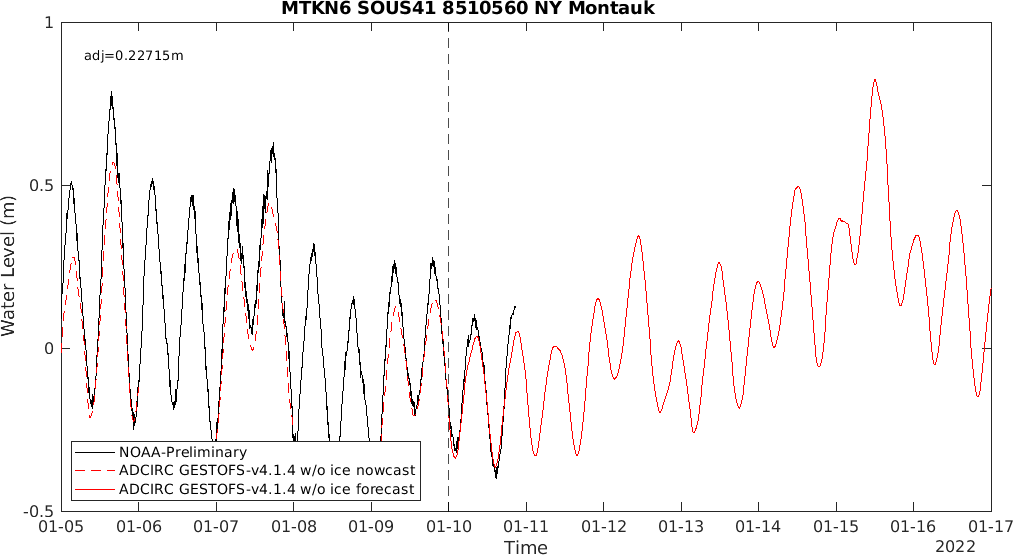 MTKN6 SOUS41 8510560 NY Montauk
adj=0.22715m
Water Level (m)
1
0.5
0
-0.5
NOAA-Preliminary
ADCIRC GESTOFS-v4.1.4 w/o ice nowcast
ADCIRC GESTOFS-v4.1.4 w/o ice forecast
01-05 01-06 01-07 01-08 01-09 01-10 01-11 01-12 01-13 01-14 01-15 01-16 01-17
Time
2022